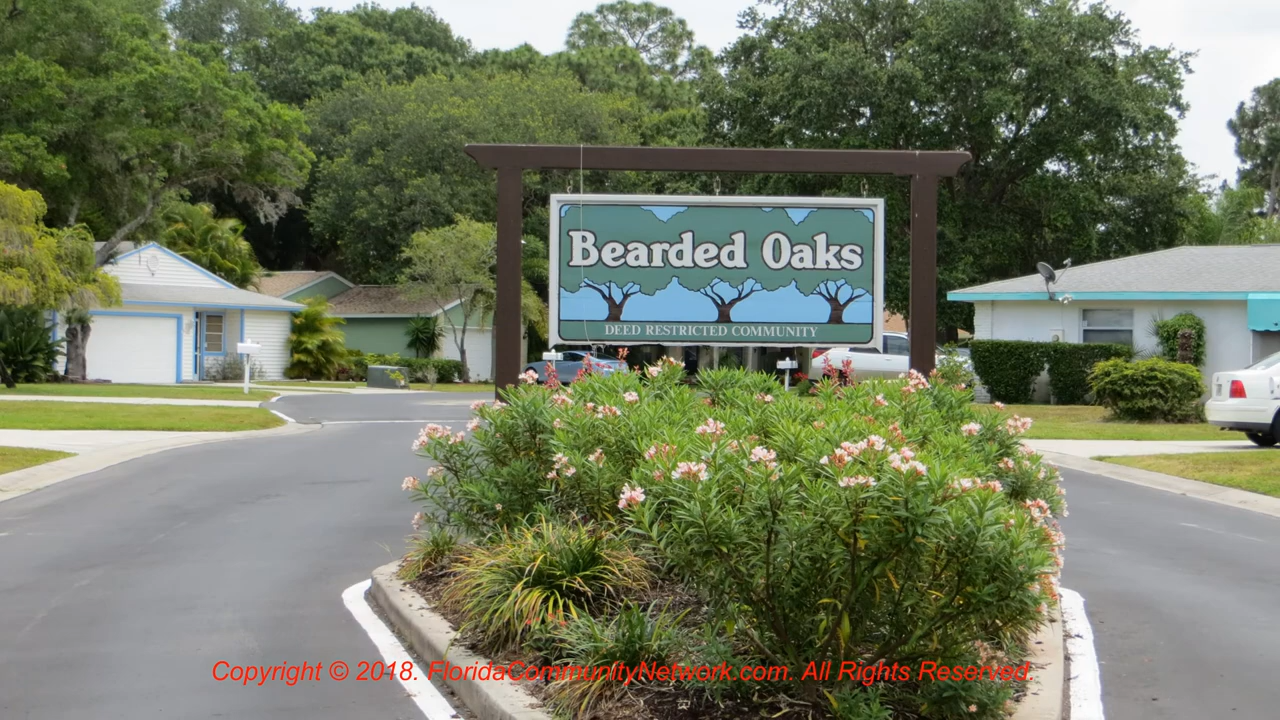 Bearded Oaks
DEED RESTRICTED COMMUNITY
Copyright © 2018. FloridaCommunityNetwork.com. All Rights Reserved.